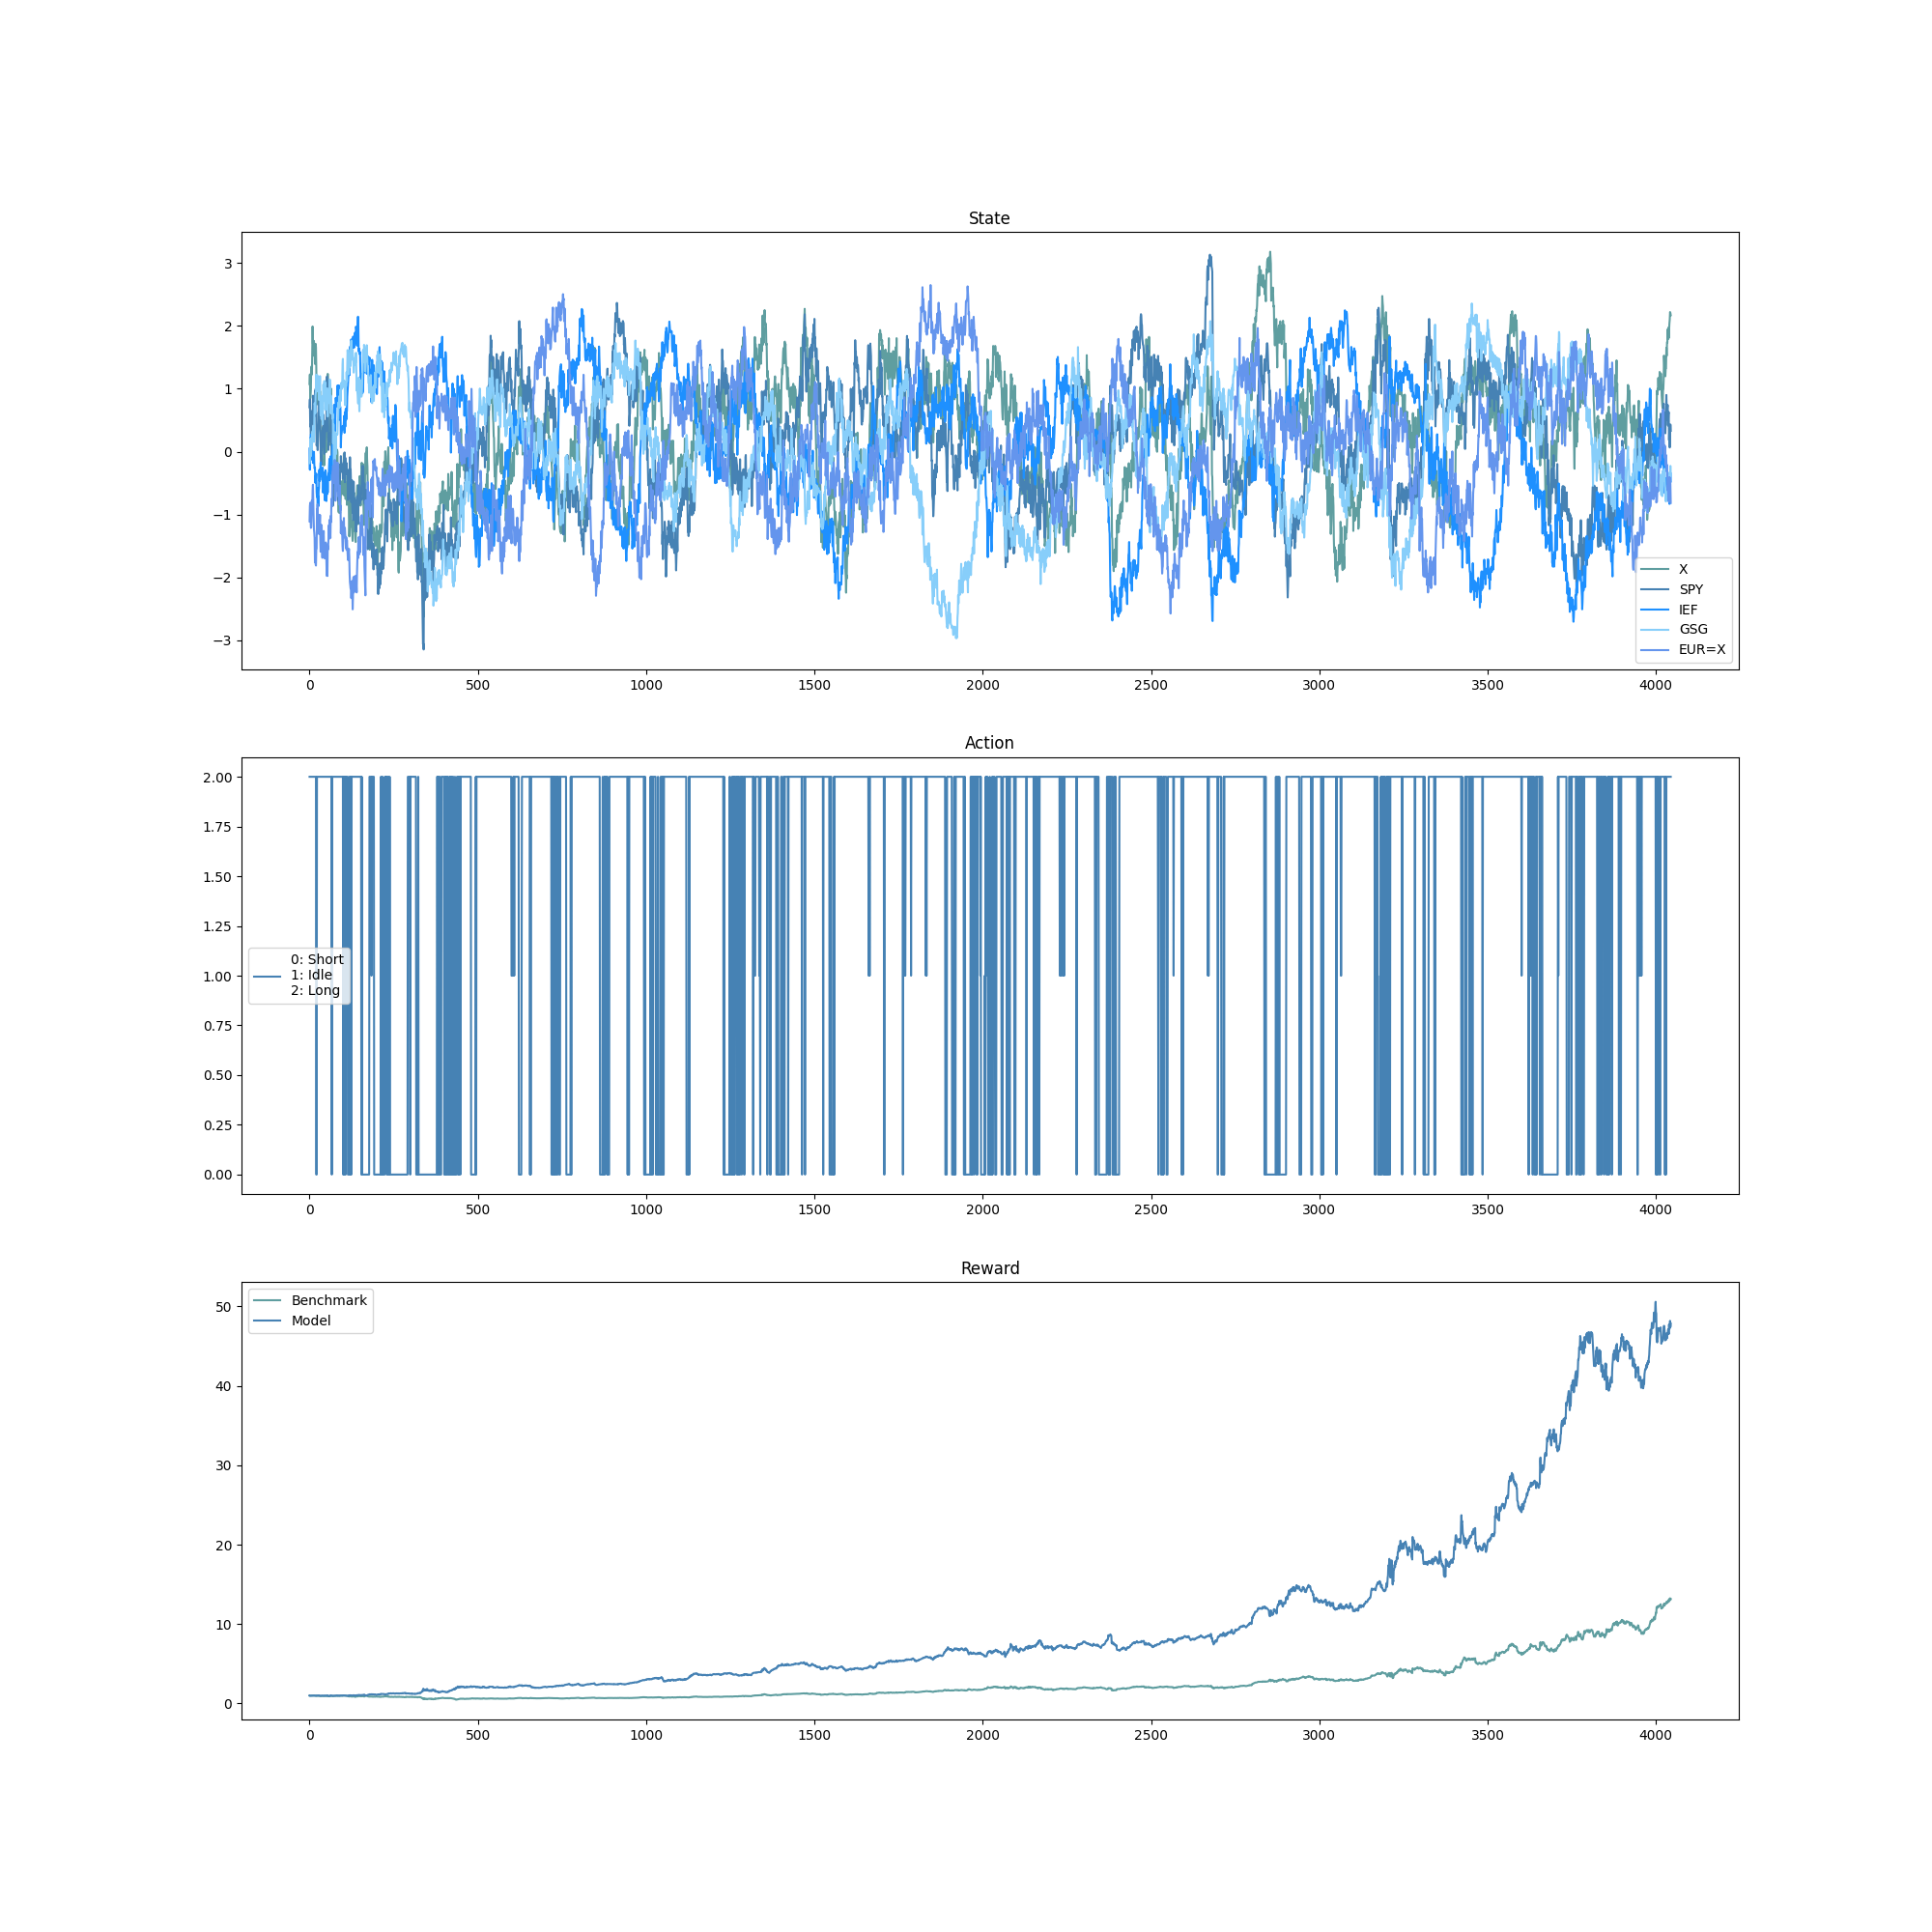 State
3
2
1
0
−1
−2
−3
X
SPY
IEF
GSG
EUR=X
0 500 1000 1500 2000 2500 3000 3500 4000
Action
2.00
1.75
1.50
1.25
1.00
0.75
0.50
0.25
0.00
0: Short
1: Idle
2: Long
0 500 1000 1500 2000 2500 3000 3500 4000
Reward
Benchmark
Model
50
40
30
20
10
0
0 500 1000 1500 2000 2500 3000 3500 4000